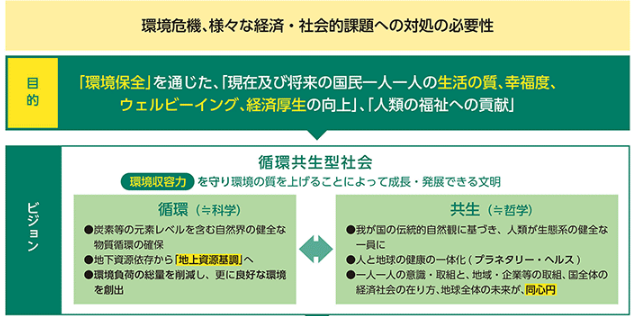 環境危機、様々な経済・社会的課題への対処の必要性
目的
「環境保全」を通じた、「現在及び将来の国民一人一人の生活の質、幸福度、
ウェルビーイング、経済厚生の向上」、「人類の福祉への貢献」
ビジョン
循環共生型社会
環境収容力 を守り環境の質を上げることによって成長・発展できる文明
循環（≒科学）
●炭素等の元素レベルを含む自然界の健全な
物質循環の確保
●地下資源依存から「地上資源基調」へ
●環境負荷の総量を削減し、更に良好な環境
を創出
共生（≒哲学）
●我が国の伝統的自然観に基づき、人類が生態系の健全な
一員に
●人と地球の健康の一体化（プラネタリー・ヘルス）
●一人一人の意識・取組と、地域・企業等の取組、国全体の
経済社会の在り方、地球全体の未来が、同心円